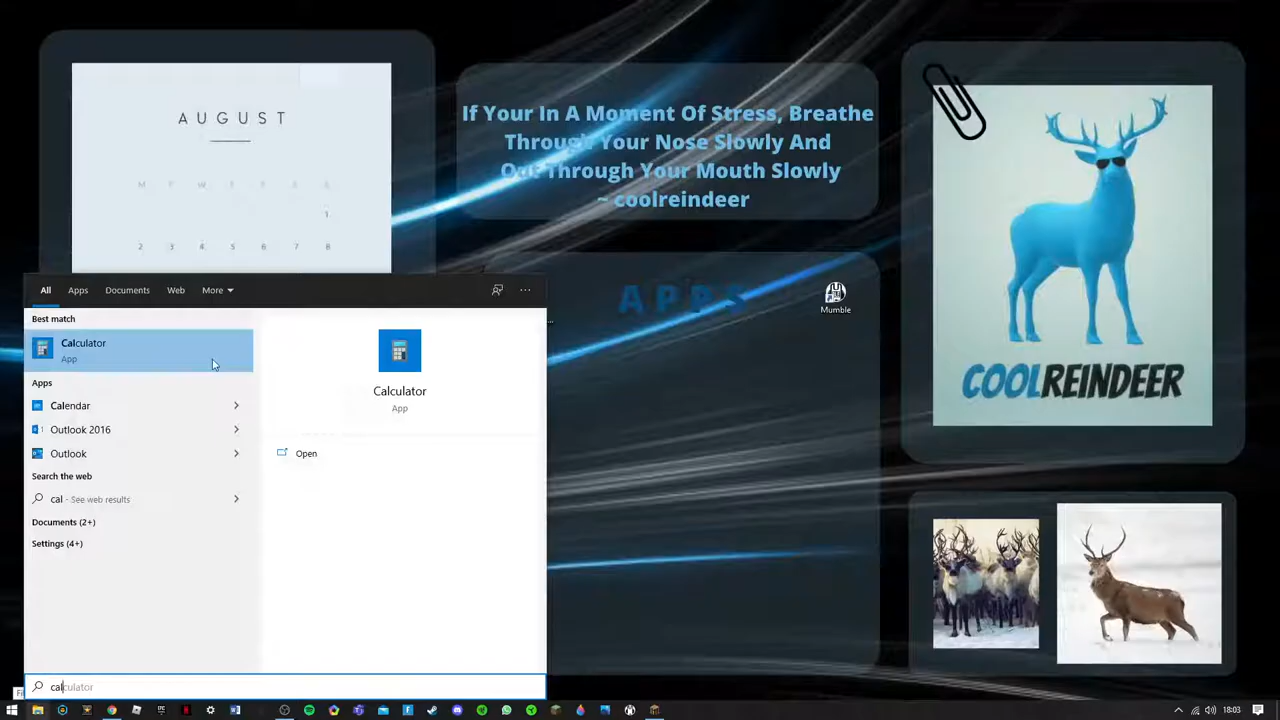 AUGUST
M T W T F S S
1
2 3 4 5 6 7 8
If Your In A Moment Of Stress, Breathe
Through Your Nose Slowly And
Out Through Your Mouth Slowly
~ coolreindeer
APPS
Mumble
COOLREINDEER
All Apps Documents Web More
Best match
Calculator
App
Apps
Calendar
Outlook 2016
Outlook
Search the web
cal - See web results
Documents (2+)
Settings (4+)
Calculator
App
Open
calculator
18:03